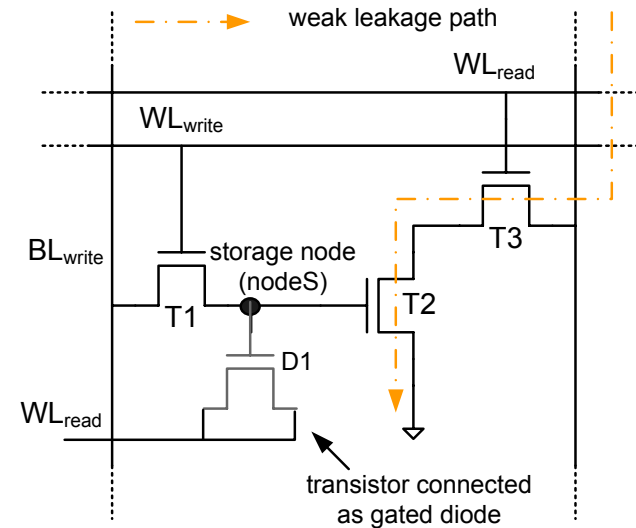 weak leakage path
WLread
WLwrite
BLwrite
storage node
(nodeS)
T3
T2
T1
D1
WLread
transistor connected
as gated diode